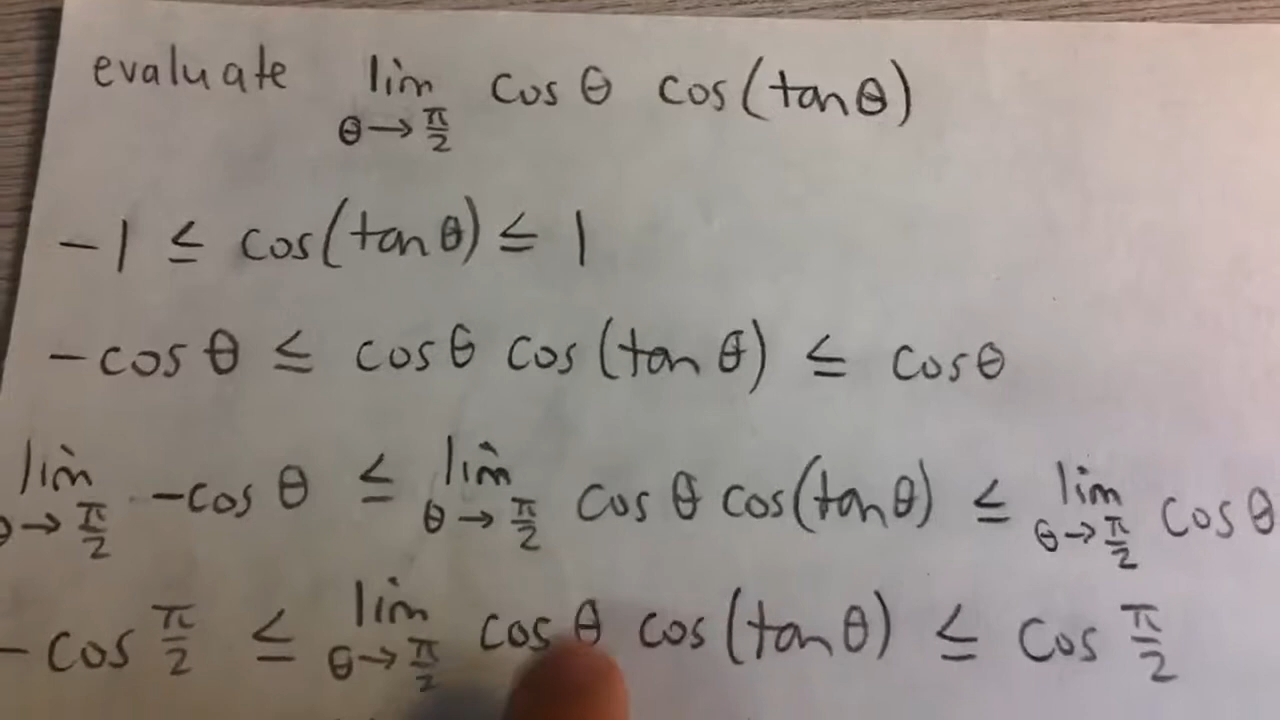 evaluate lim θ→π/2 cos θ cos(tan θ)
-1 ≤ cos(tan θ) ≤ 1
-cos θ ≤ cos θ cos(tan θ) ≤ cos θ
lim θ→π/2 -cos θ ≤ lim θ→π/2 cos θ cos(tan θ) ≤ lim θ→π/2 cos θ
-cos π/2 ≤ lim θ→π/2 cos θ cos(tan θ) ≤ cos π/2